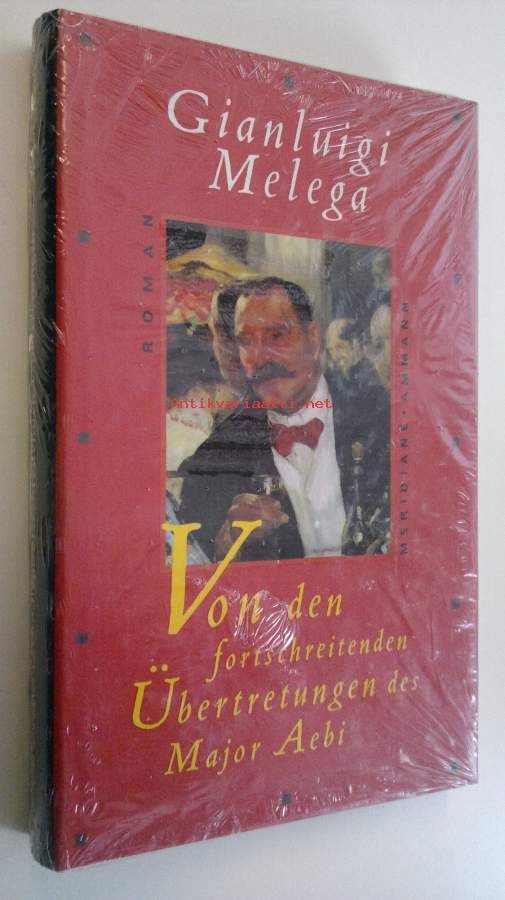 Gianluigi
Melega
ROMAN
MERIDIANE · AMMANN
Antikvariaatti.net
Von den
fortschreitenden
Übertretungen des
Major Aebi